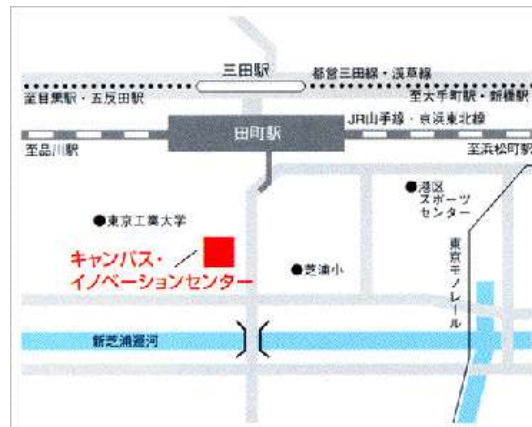 三田駅
都営三田線・浅草線
至目黒駅・五反田駅
至大手町駅・新橋駅
田町駅
JR山手線・京浜東北線
至品川駅
至浜松町駅
●港区
スポーツ
センター
●東京工業大学
キャンパス・
イノベーションセンター
●芝浦小
東京モノレール
新芝浦運河